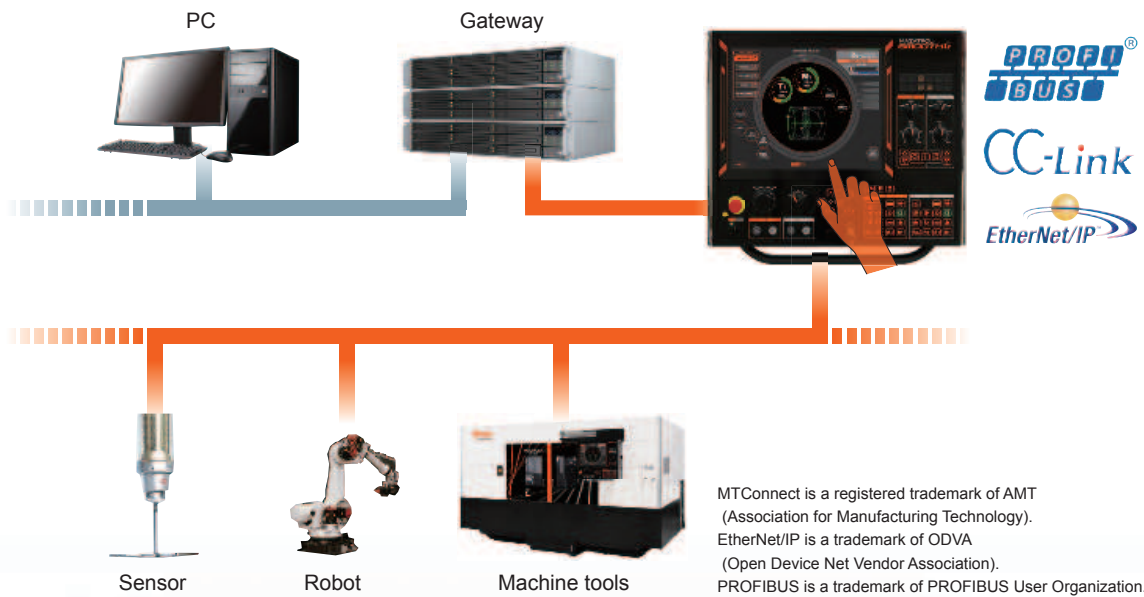 PC
Gateway
PROFI
BUS
®
CC-Link
EtherNet/IP
Sensor
Robot
Machine tools
MTConnect is a registered trademark of AMT
(Association for Manufacturing Technology).
EtherNet/IP is a trademark of ODVA
(Open Device Net Vendor Association).
PROFIBUS is a trademark of PROFIBUS User Organization